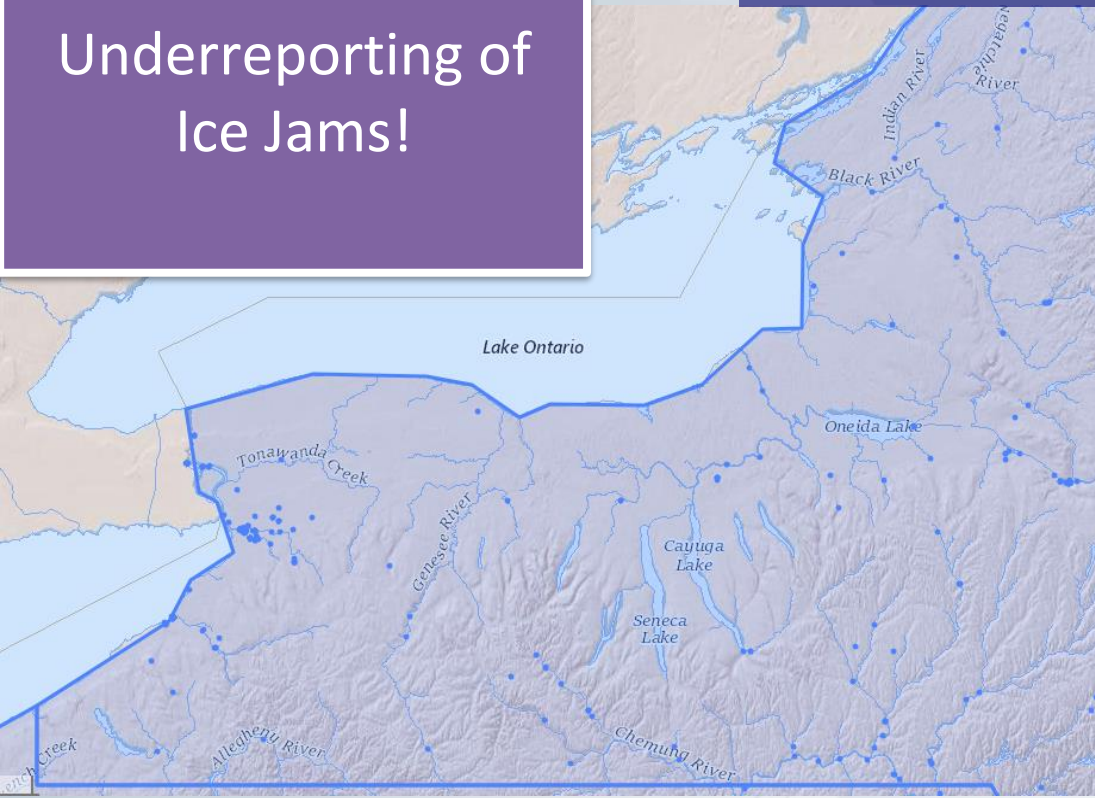 Underreporting of
Ice Jams!
Indian River
River
Black River
Lake Ontario
Oneida Lake
Tonawanda
Creek
Genesee River
Cayuga
Lake
Seneca
Lake
Allegheny River
Chemung River
Creek